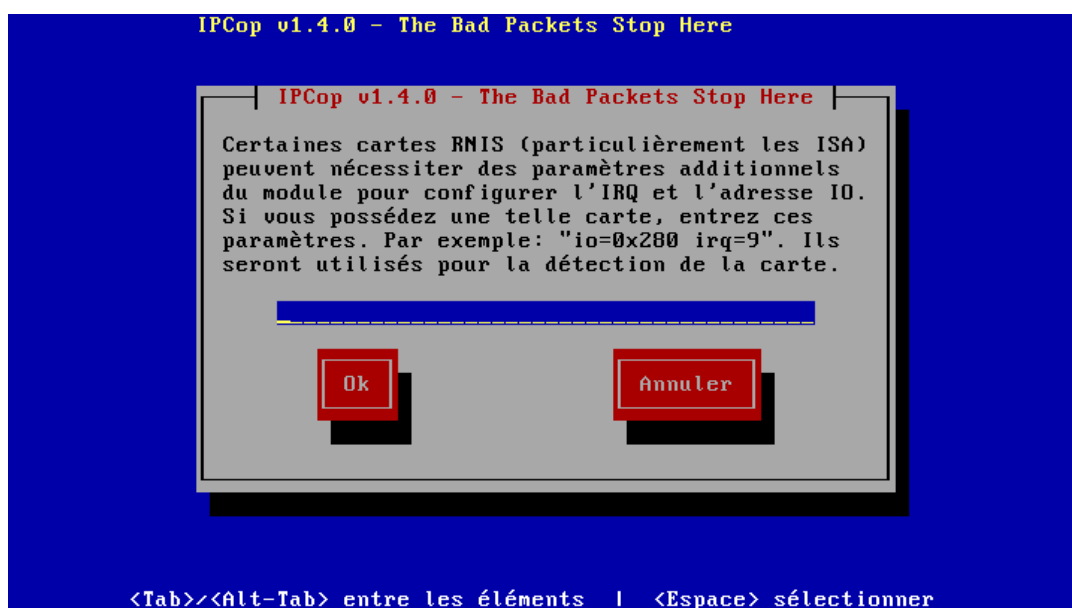 IPCop v1.4.0 - The Bad Packets Stop Here
IPCop v1.4.0 - The Bad Packets Stop Here
Certaines cartes RNIS (particulièrement les ISA)
peuvent nécessiter des paramètres additionnels
du module pour configurer l'IRQ et l'adresse IO.
Si vous possédez une telle carte, entrez ces
paramètres. Par exemple: "io=0x280 irq=9". Ils
seront utilisés pour la détection de la carte.
Ok Annuler
<Tab>/<Alt-Tab> entre les éléments | <Espace> sélectionner